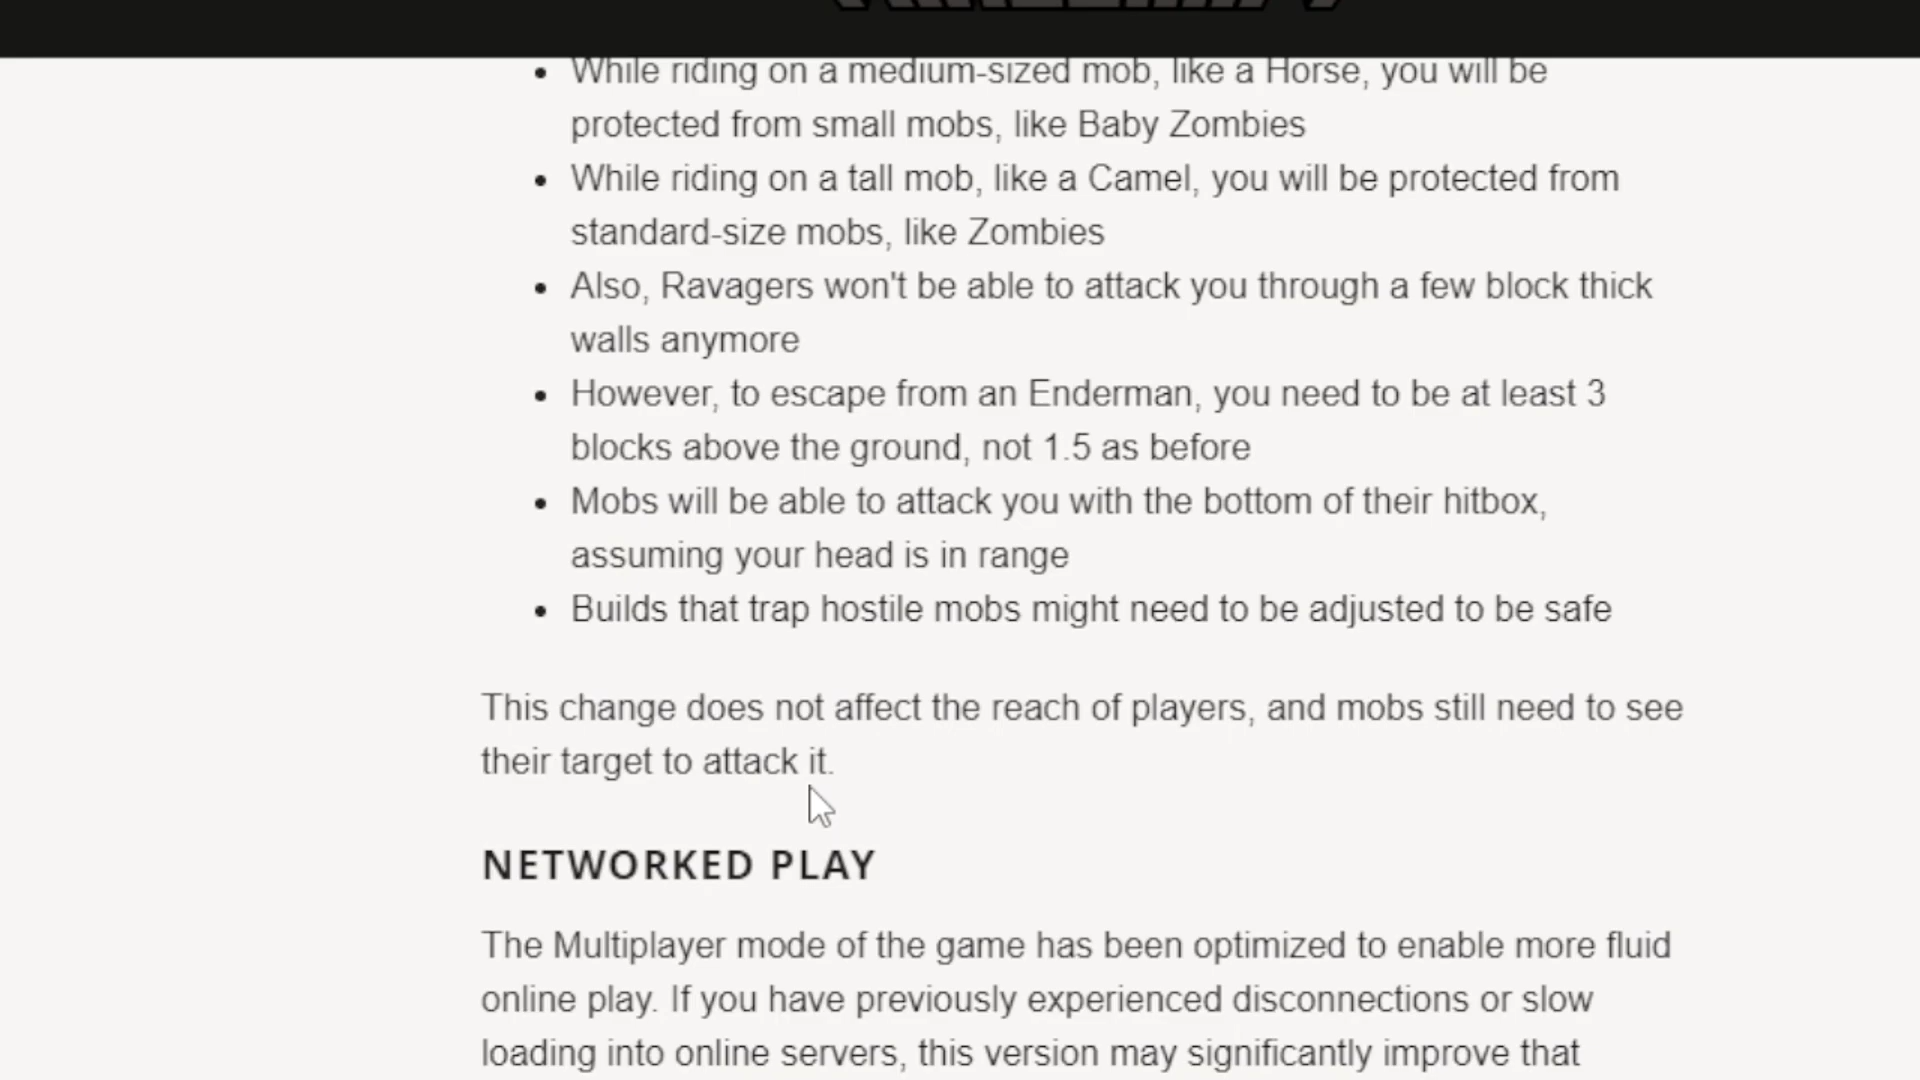 While riding on a medium-sized mob, like a Horse, you will be
protected from small mobs, like Baby Zombies
While riding on a tall mob, like a Camel, you will be protected from
standard-size mobs, like Zombies
Also, Ravagers won't be able to attack you through a few block thick
walls anymore
However, to escape from an Enderman, you need to be at least 3
blocks above the ground, not 1.5 as before
Mobs will be able to attack you with the bottom of their hitbox,
assuming your head is in range
Builds that trap hostile mobs might need to be adjusted to be safe
This change does not affect the reach of players, and mobs still need to see
their target to attack it.
NETWORKED PLAY
The Multiplayer mode of the game has been optimized to enable more fluid
online play. If you have previously experienced disconnections or slow
loading into online servers, this version may significantly improve that